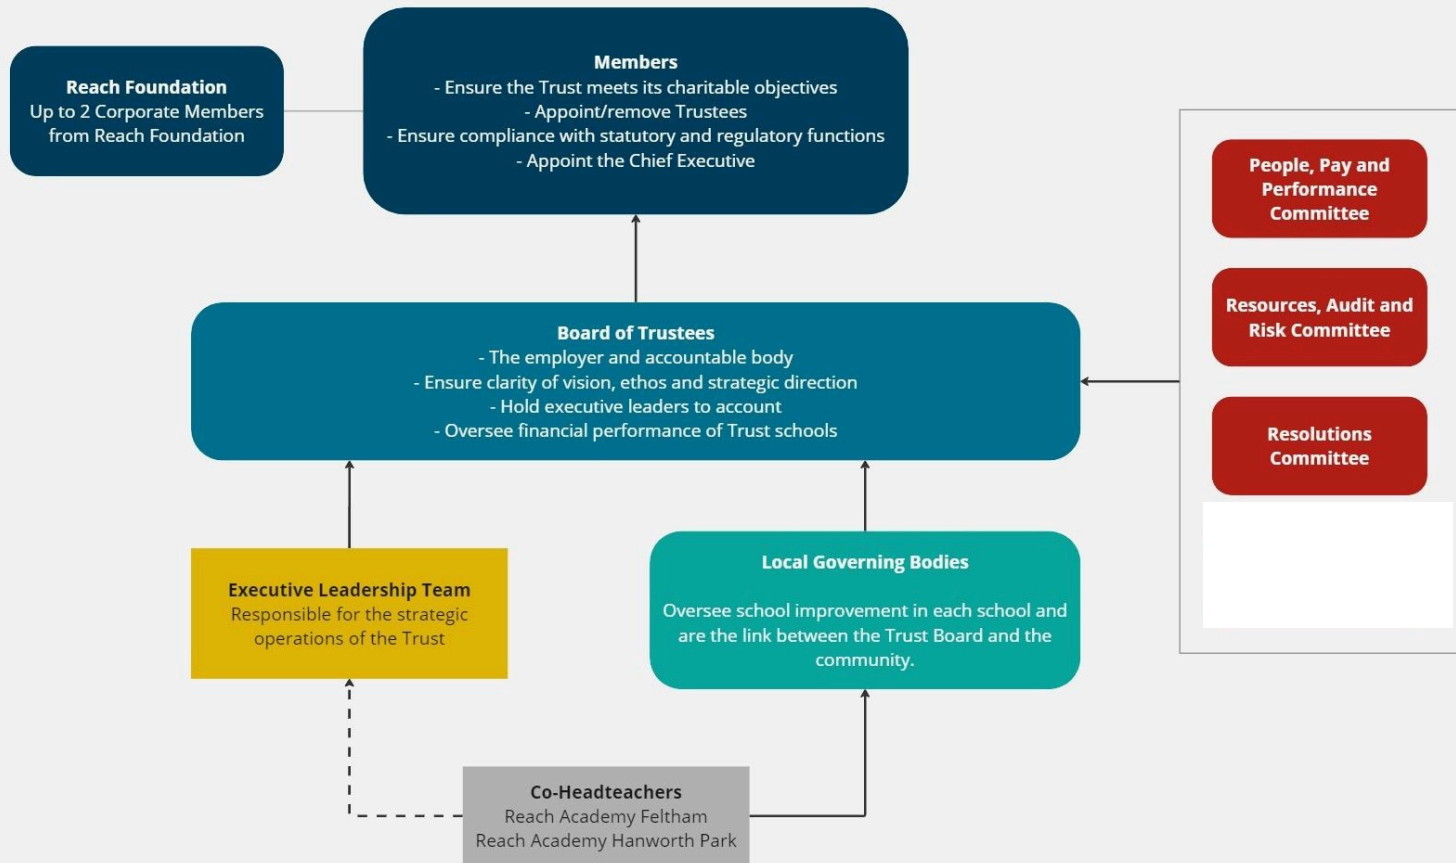 Reach Foundation
Up to 2 Corporate Members
from Reach Foundation
Members
- Ensure the Trust meets its charitable objectives
- Appoint/remove Trustees
- Ensure compliance with statutory and regulatory functions
- Appoint the Chief Executive
People, Pay and
Performance
Committee
Resources, Audit and
Risk Committee
Resolutions
Committee
Board of Trustees
- The employer and accountable body
- Ensure clarity of vision, ethos and strategic direction
- Hold executive leaders to account
- Oversee financial performance of Trust schools
Executive Leadership Team
Responsible for the strategic
operations of the Trust
Local Governing Bodies
Oversee school improvement in each school and
are the link between the Trust Board and the
community.
Co-Headteachers
Reach Academy Feltham
Reach Academy Hanworth Park